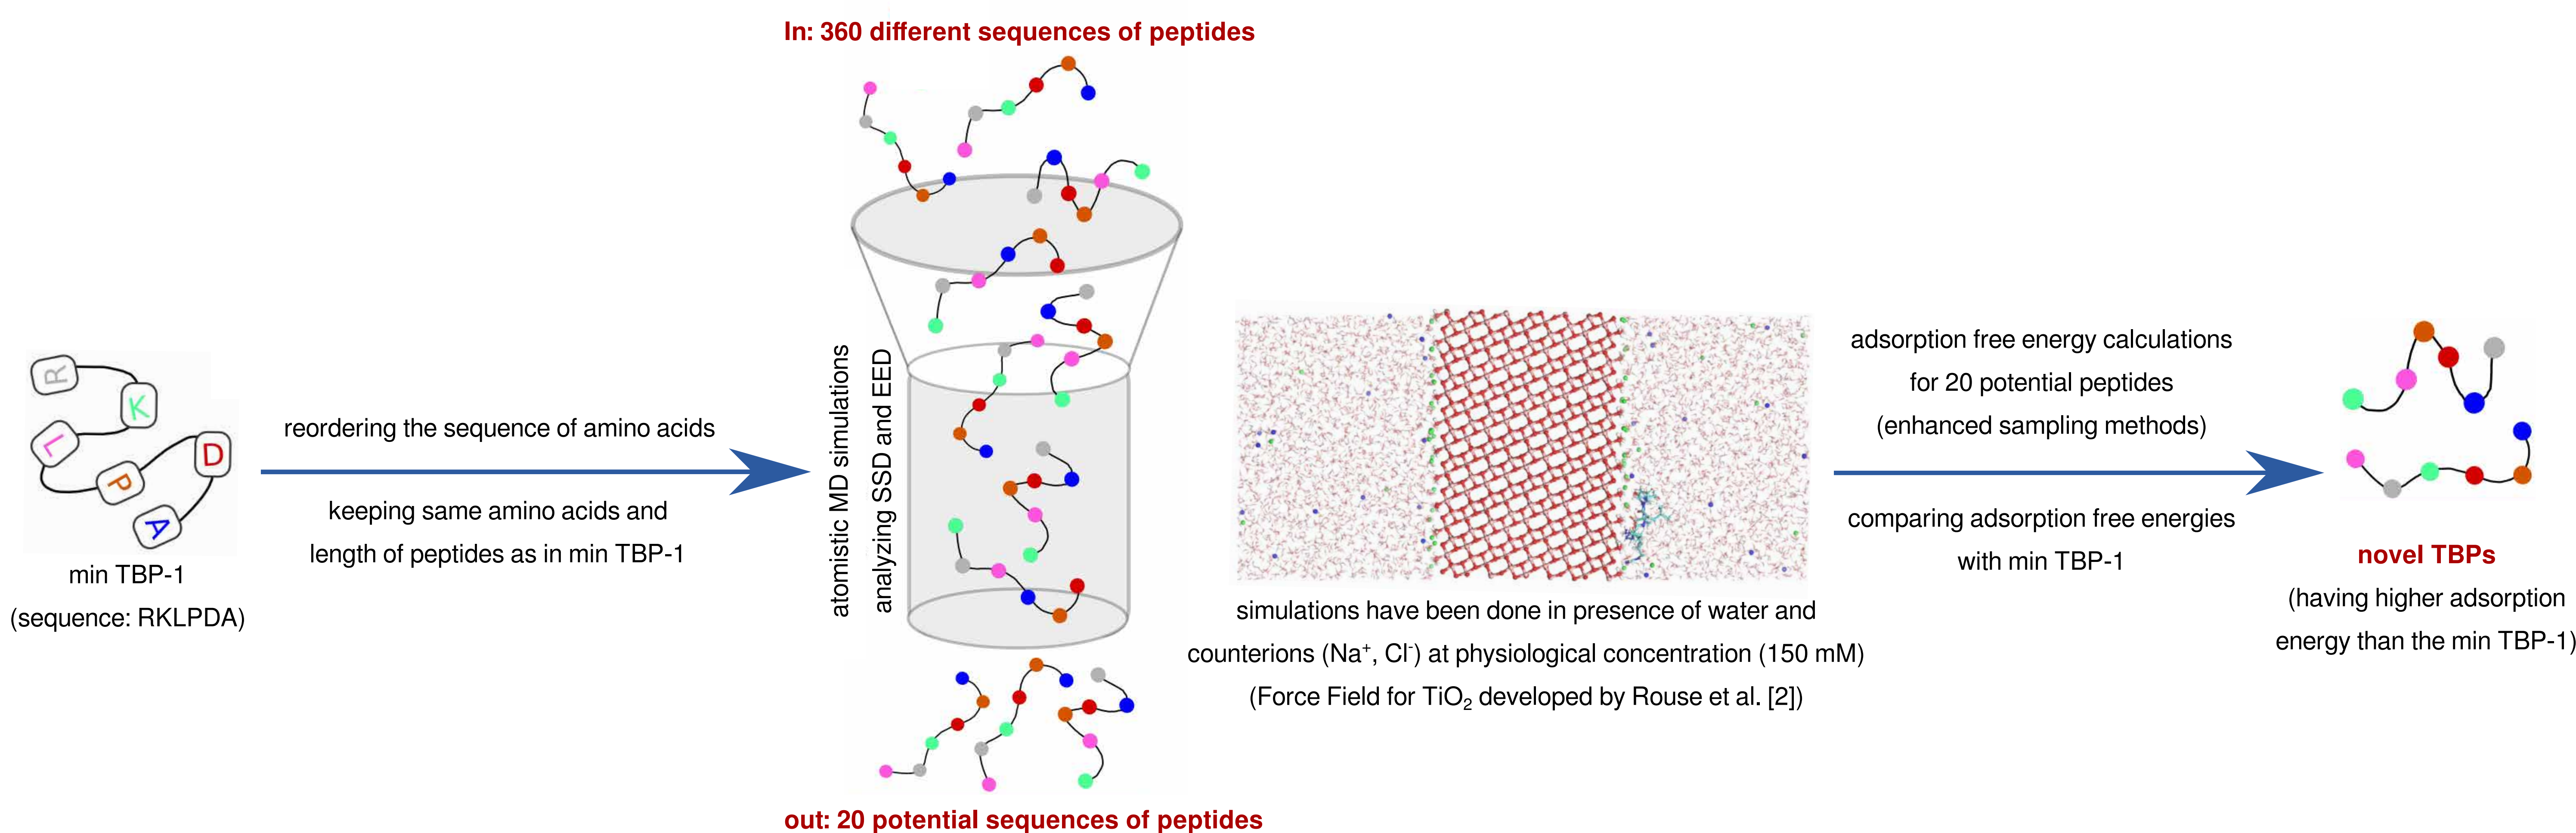 In: 360 different sequences of peptides
R
K
L
P
D
A
min TBP-1
(sequence: RKLPDA)
reordering the sequence of amino acids
keeping same amino acids and
length of peptides as in min TBP-1
atomistic MD simulations
analyzing SSD and EED
out: 20 potential sequences of peptides
simulations have been done in presence of water and
counterions (Na⁺, Cl⁻) at physiological concentration (150 mM)
(Force Field for TiO₂ developed by Rouse et al. [2])
adsorption free energy calculations
for 20 potential peptides
(enhanced sampling methods)
comparing adsorption free energies
with min TBP-1
novel TBPs
(having higher adsorption
energy than the min TBP-1)